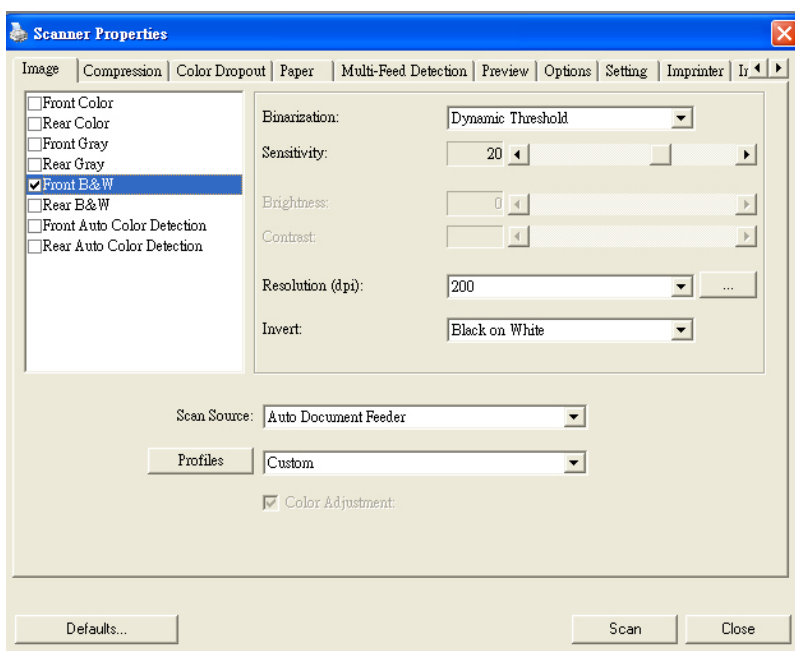 Scanner Properties
Image Compression Color Dropout Paper Multi-Feed Detection Preview Options Setting Imprinter
Front Color
Rear Color
Front Gray
Rear Gray
Front B&W
Rear B&W
Front Auto Color Detection
Rear Auto Color Detection
Binarization: Dynamic Threshold
Sensitivity: 20
Brightness: 0
Contrast:
Resolution (dpi): 200 ...
Invert: Black on White
Scan Source: Auto Document Feeder
Profiles Custom
Color Adjustment:
Defaults... Scan Close